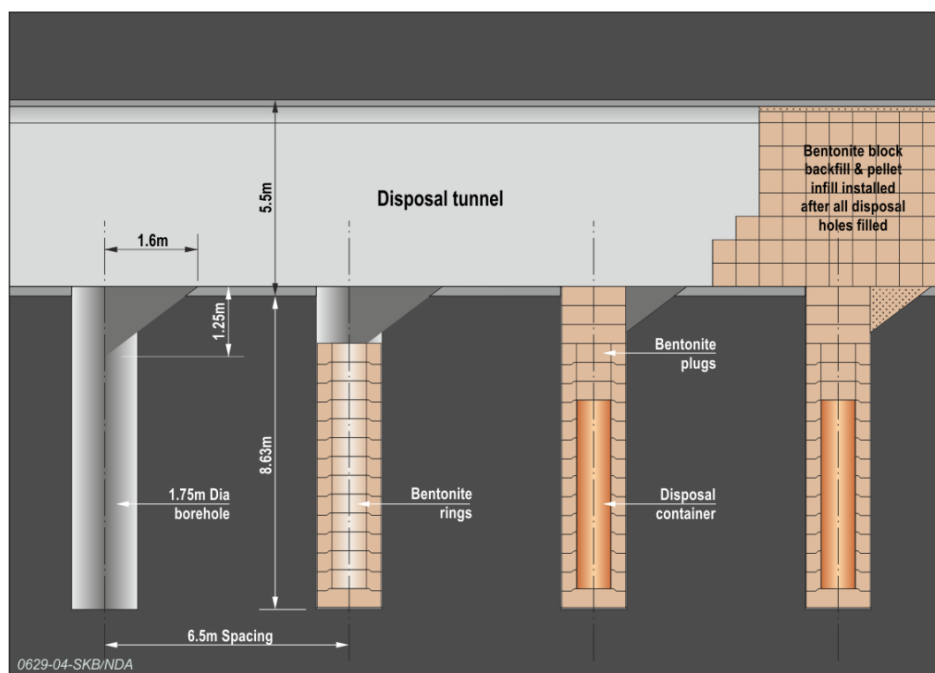 Bentonite block
backfill & pellet
infill installed
after all disposal
holes filled
Disposal tunnel
5.5m
1.6m
1.25m
Bentonite
plugs
8.63m
1.75m Dia
borehole
Bentonite
rings
Disposal
container
6.5m Spacing
0629-04-SKB/NDA